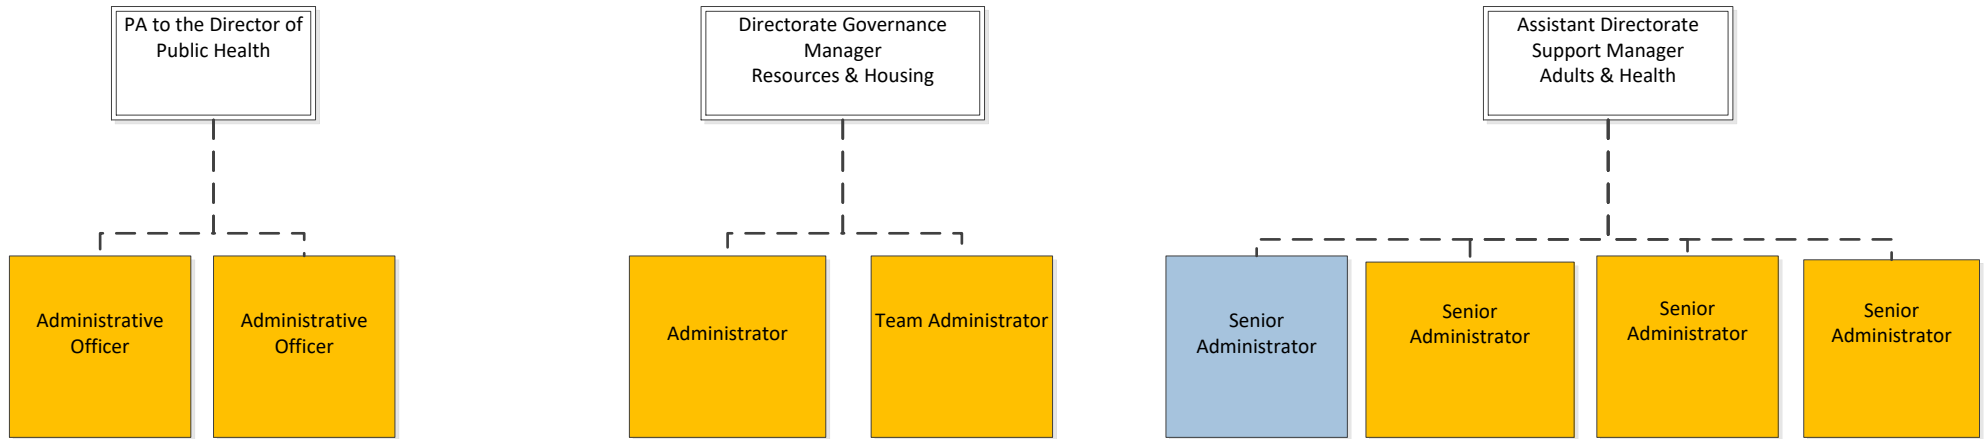 PA to the Director of
Public Health
Directorate Governance
Manager
Resources & Housing
Assistant Directorate
Support Manager
Adults & Health
Administrative
Officer
Administrative
Officer
Administrator
Team Administrator
Senior
Administrator
Senior
Administrator
Senior
Administrator
Senior
Administrator